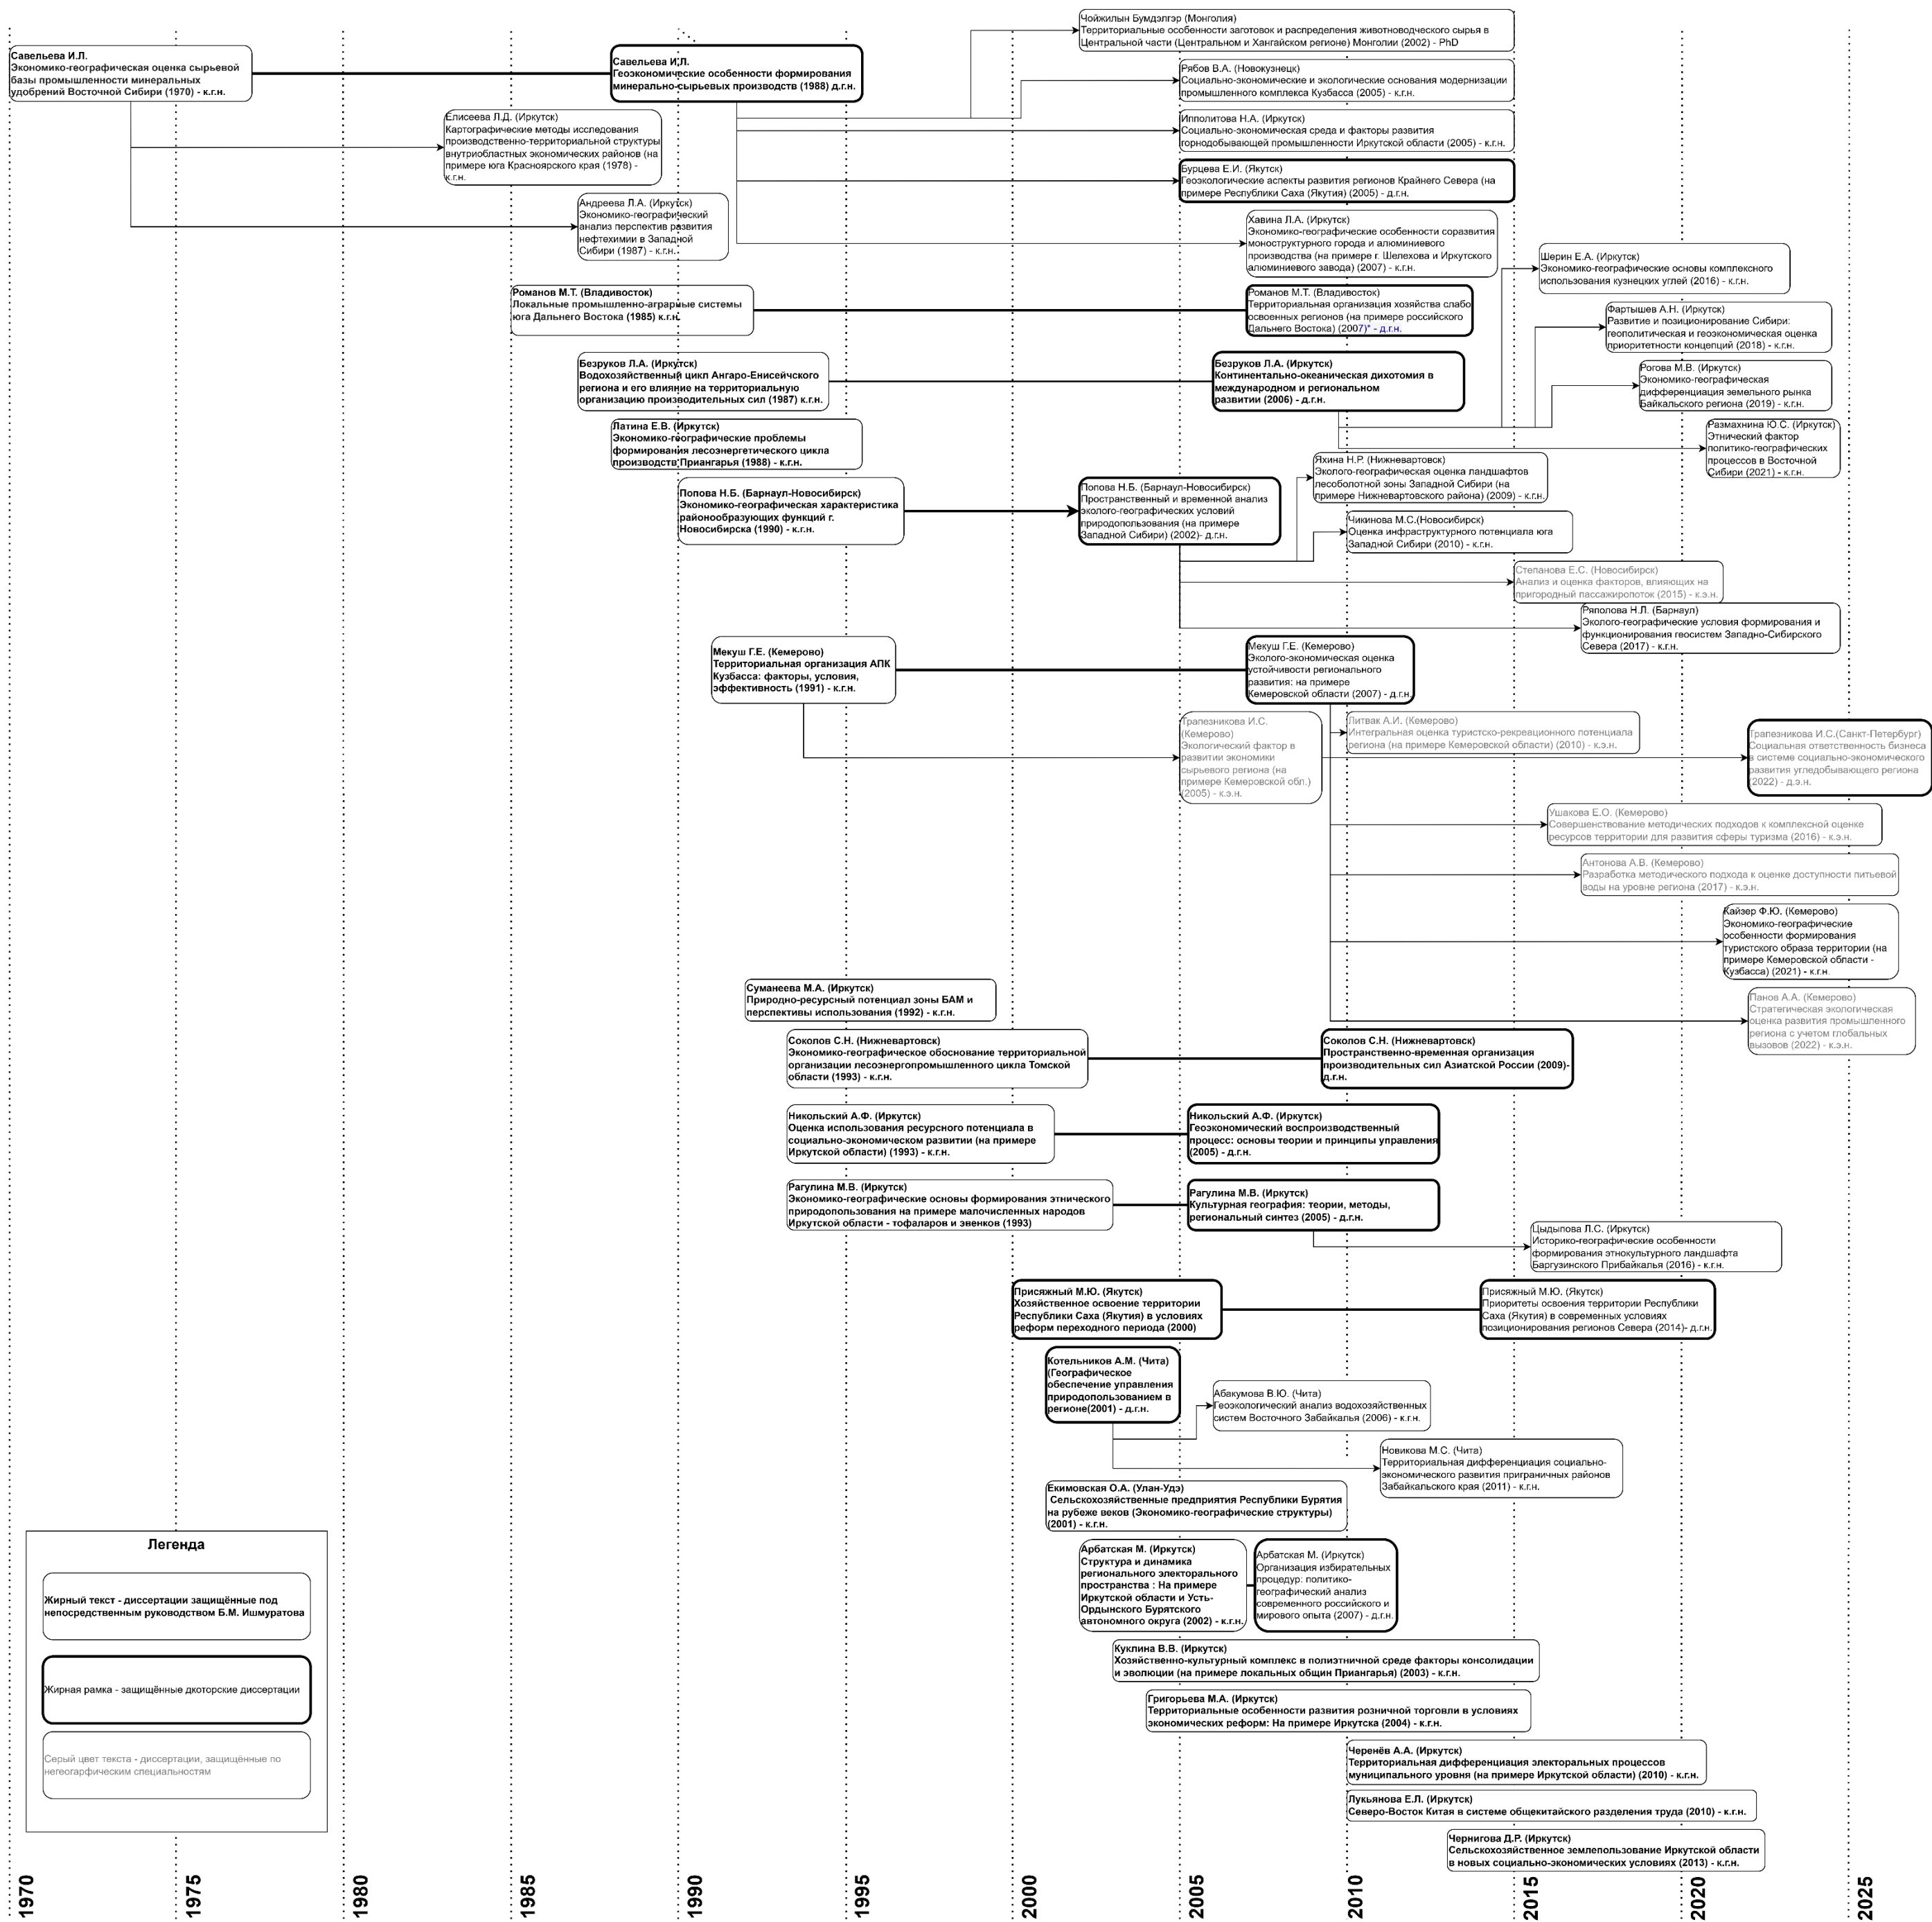 Чойжилын Бумдэлгэр (Монголия)
Территориальные особенности заготовок и распределения животноводческого сырья в
Центральной части (Центральном и Хангайском регионе) Монголии (2002) - PhD
Савельева И.Л.
Экономико-географическая оценка сырьевой
базы промышленности минеральных
удобрений Восточной Сибири (1970) - к.г.н.
Савельева И.Л.
Геоэкономические особенности формирования
минерально-сырьевых производств (1988) д.г.н.
Рябов В.А. (Новокузнецк)
Социально-экономические и экологические основания модернизации
промышленного комплекса Кузбасса (2005) - к.г.н.
Елисеева Л.Д. (Иркутск)
Картографические методы исследования
производственно-территориальной структуры
внутриобластных экономических районов (на
примере юга Красноярского края (1978) -
к.г.н.
Ипполитова Н.А. (Иркутск)
Социально-экономическая среда и факторы развития
горнодобывающей промышленности Иркутской области (2005) - к.г.н.
Бурцева Е.И. (Якутск)
Геоэкологические аспекты развития регионов Крайнего Севера (на
примере Республики Саха (Якутия) (2005) - д.г.н.
Андреева Л.А. (Иркутск)
Экономико-географический
анализ перспектив развития
нефтехимии в Западной
Сибири (1987) - к.г.н.
Хавина Л.А. (Иркутск)
Экономико-географические особенности соразвития
моноструктурного города и алюминиевого
производства (на примере г. Шелехова и Иркутского
алюминиевого завода) (2007) - к.г.н.
Шерин Е.А. (Иркутск)
Экономико-географические основы комплексного
использования кузнецких углей (2016) - к.г.н.
Романов М.Т. (Владивосток)
Локальные промышленно-аграрные системы
юга Дальнего Востока (1985) к.г.н.
Романов М.Т. (Владивосток)
Территориальная организация хозяйства слабо
освоенных регионов (на примере российского
Дальнего Востока) (2007)" - д.г.н.
Фартышев А.Н. (Иркутск)
Развитие и позиционирование Сибири:
геополитическая и геоэкономическая оценка
приоритетности концепций (2018) - к.г.н.
Безруков Л.А. (Иркутск)
Водохозяйственный цикл Ангаро-Енисейчского
региона и его влияние на территориальную
организацию производительных сил (1987) к.г.н.
Безруков Л.А. (Иркутск)
Континентально-океаническая дихотомия в
международном и региональном
развитии (2006) - д.г.н.
Рогова М.В. (Иркутск)
Экономико-географическая
дифференциация земельного рынка
Байкальского региона (2019) - к.г.н.
Латина Е.В. (Иркутск)
Экономико-географические проблемы
формирования лесоэнергетического цикла
производств Приангарья (1988) - к.г.н.
Размахнина Ю.С. (Иркутск)
Этнический фактор
политико-географических
процессов в Восточной
Сибири (2021) - к.г.н.
Яхина Н.Р. (Нижневартовск)
Эколого-географическая оценка ландшафтов
лесоболотной зоны Западной Сибири (на
примере Нижневартовского района) (2009) - к.г.н.
Попова Н.Б. (Барнаул-Новосибирск)
Экономико-географическая характеристика
районообразующих функций г.
Новосибирска (1990) - к.г.н.
Попова Н.Б. (Барнаул-Новосибирск)
Пространственный и временной анализ
эколого-географических условий
природопользования (на примере
Западной Сибири) (2002)- д.г.н.
Чикинова М.С.(Новосибирск)
Оценка инфраструктурного потенциала юга
Западной Сибири (2010) - к.г.н.
Степанова Е.С. (Новосибирск)
Анализ и оценка факторов, влияющих на
пригородный пассажиропоток (2015) - к.э.н.
Ряполова Н.Л. (Барнаул)
Эколого-географические условия формирования и
функционирования геосистем Западно-Сибирского
Севера (2017) - к.г.н.
Мекуш Г.Е. (Кемерово)
Территориальная организация АПК
Кузбасса: факторы, условия,
эффективность (1991) - к.г.н.
Мекуш Г.Е. (Кемерово)
Эколого-экономическая оценка
устойчивости регионального
развития: на примере
Кемеровской области (2007) - д.г.н.
Трапезникова И.С.
(Кемерово)
Экологический фактор в
развитии экономики
сырьевого региона (на
примере Кемеровской обл.)
(2005) - к.э.н.
Литвак А.И. (Кемерово)
Интегральная оценка туристско-рекреационного потенциала
региона (на примере Кемеровской области) (2010) - к.э.н.
Трапезникова И.С.(Санкт-Петербург)
Социальная ответственность бизнеса
в системе социально-экономического
развития угледобывающего региона
(2022) - д.э.н.
Ушакова Е.О. (Кемерово)
Совершенствование методических подходов к комплексной оценке
ресурсов территории для развития сферы туризма (2016) - к.э.н.
Антонова А.В. (Кемерово)
Разработка методического подхода к оценке доступности питьевой
воды на уровне региона (2017) - к.э.н.
Кайзер Ф.Ю. (Кемерово)
Экономико-географические
особенности формирования
туристского образа территории (на
примере Кемеровской области -
Кузбасса) (2021) - к.г.н.
Суманеева М.А. (Иркутск)
Природно-ресурсный потенциал зоны БАМ и
перспективы использования (1992) - к.г.н.
Панов А.А. (Кемерово)
Стратегическая экологическая
оценка развития промышленного
региона с учетом глобальных
вызовов (2022) - к.э.н.
Соколов С.Н. (Нижневартовск)
Экономико-географическое обоснование территориальной
организации лесоэнергопромышленного цикла Томской
области (1993) - к.г.н.
Соколов С.Н. (Нижневартовск)
Пространственно-временная организация
производительных сил Азиатской России (2009)-
д.г.н.
Никольский А.Ф. (Иркутск)
Оценка использования ресурсного потенциала в
социально-экономическом развитии (на примере
Иркутской области) (1993) - к.г.н.
Никольский А.Ф. (Иркутск)
Геоэкономический воспроизводственный
процесс: основы теории и принципы управления
(2005) - д.г.н.
Рагулина М.В. (Иркутск)
Экономико-географические основы формирования этнического
природопользования на примере малочисленных народов
Иркутской области - тофаларов и эвенков (1993)
Рагулина М.В. (Иркутск)
Культурная география: теории, методы,
региональный синтез (2005) - д.г.н.
Цыдыпова Л.С. (Иркутск)
Историко-географические особенности
формирования этнокультурного ландшафта
Баргузинского Прибайкалья (2016) - к.г.н.
Присяжный М.Ю. (Якутск)
Хозяйственное освоение территории
Республики Саха (Якутия) в условиях
реформ переходного периода (2000)
Присяжный М.Ю. (Якутск)
Приоритеты освоения территории Республики
Саха (Якутия) в современных условиях
позиционирования регионов Севера (2014)- д.г.н.
Котельников А.М. (Чита)
(Географическое
обеспечение управления
природопользованием в
регионе(2001) - д.г.н.
Абакумова В.Ю. (Чита)
Геоэкологический анализ водохозяйственных
систем Восточного Забайкалья (2006) - к.г.н.
Новикова М.С. (Чита)
Территориальная дифференциация социально-
экономического развития приграничных районов
Забайкальского края (2011) - к.г.н.
Екимовская О.А. (Улан-Удэ)
Сельскохозяйственные предприятия Республики Бурятия
на рубеже веков (Экономико-географические структуры)
(2001) - к.г.н.
Арбатская М. (Иркутск)
Структура и динамика
регионального электорального
пространства : На примере
Иркутской области и Усть-
Ордынского Бурятского
автономного округа (2002) - к.г.н.
Арбатская М. (Иркутск)
Организация избирательных
процедур: политико-
географический анализ
современного российского и
мирового опыта (2007) - д.г.н.
Легенда
Жирный текст - диссертации защищённые под
непосредственным руководством Б.М. Ишмуратова
Жирная рамка - защищённые дкоторские диссертации
Серый цвет текста - диссертации, защищённые по
негеогарфическим специальностям
Куклина В.В. (Иркутск)
Хозяйственно-культурный комплекс в полиэтничной среде факторы консолидации
и эволюции (на примере локальных общин Приангарья) (2003) - к.г.н.
Григорьева М.А. (Иркутск)
Территориальные особенности развития розничной торговли в условиях
экономических реформ: На примере Иркутска (2004) - к.г.н.
Черенёв А.А. (Иркутск)
Территориальная дифференциация электоральных процессов
муниципального уровня (на примере Иркутской области) (2010) - к.г.н.
Лукьянова Е.Л. (Иркутск)
Северо-Восток Китая в системе общекитайского разделения труда (2010) - к.г.н.
Чернигова Д.Р. (Иркутск)
Сельскохозяйственное землепользование Иркутской области
в новых социально-экономических условиях (2013) - к.г.н.
1970
1975
1980
1985
1990
1995
2000
2005
2010
2015
2020
2025